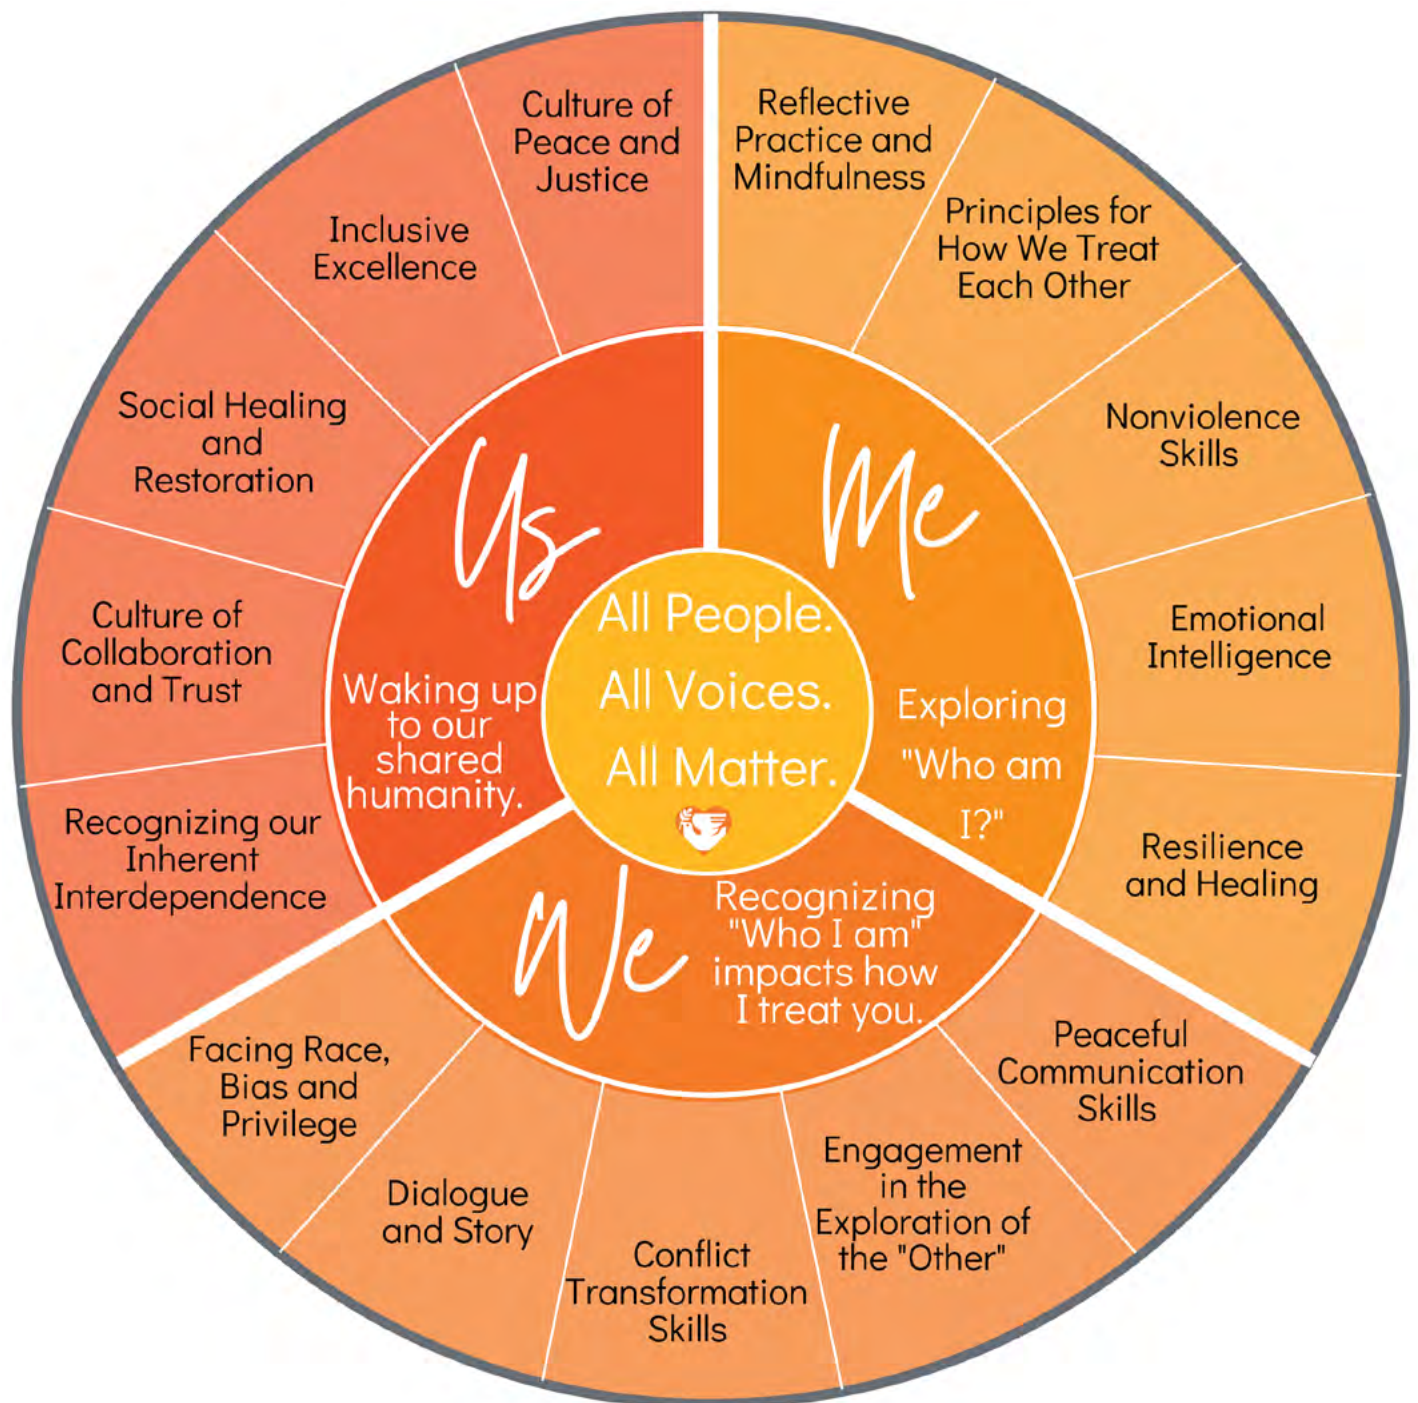 All People.
All Voices.
All Matter.
Me
Exploring
"Who am
I?"
Reflective
Practice and
Mindfulness
Principles for
How We Treat
Each Other
Nonviolence
Skills
Emotional
Intelligence
Resilience
and Healing
We
Recognizing
"Who I am"
impacts how
I treat you.
Peaceful
Communication
Skills
Engagement
in the
Exploration of
the "Other"
Conflict
Transformation
Skills
Dialogue
and Story
Facing Race,
Bias and
Privilege
Us
Waking up
to our
shared
humanity.
Recognizing our
Inherent
Interdependence
Culture of
Collaboration
and Trust
Social Healing
and
Restoration
Inclusive
Excellence
Culture of
Peace and
Justice